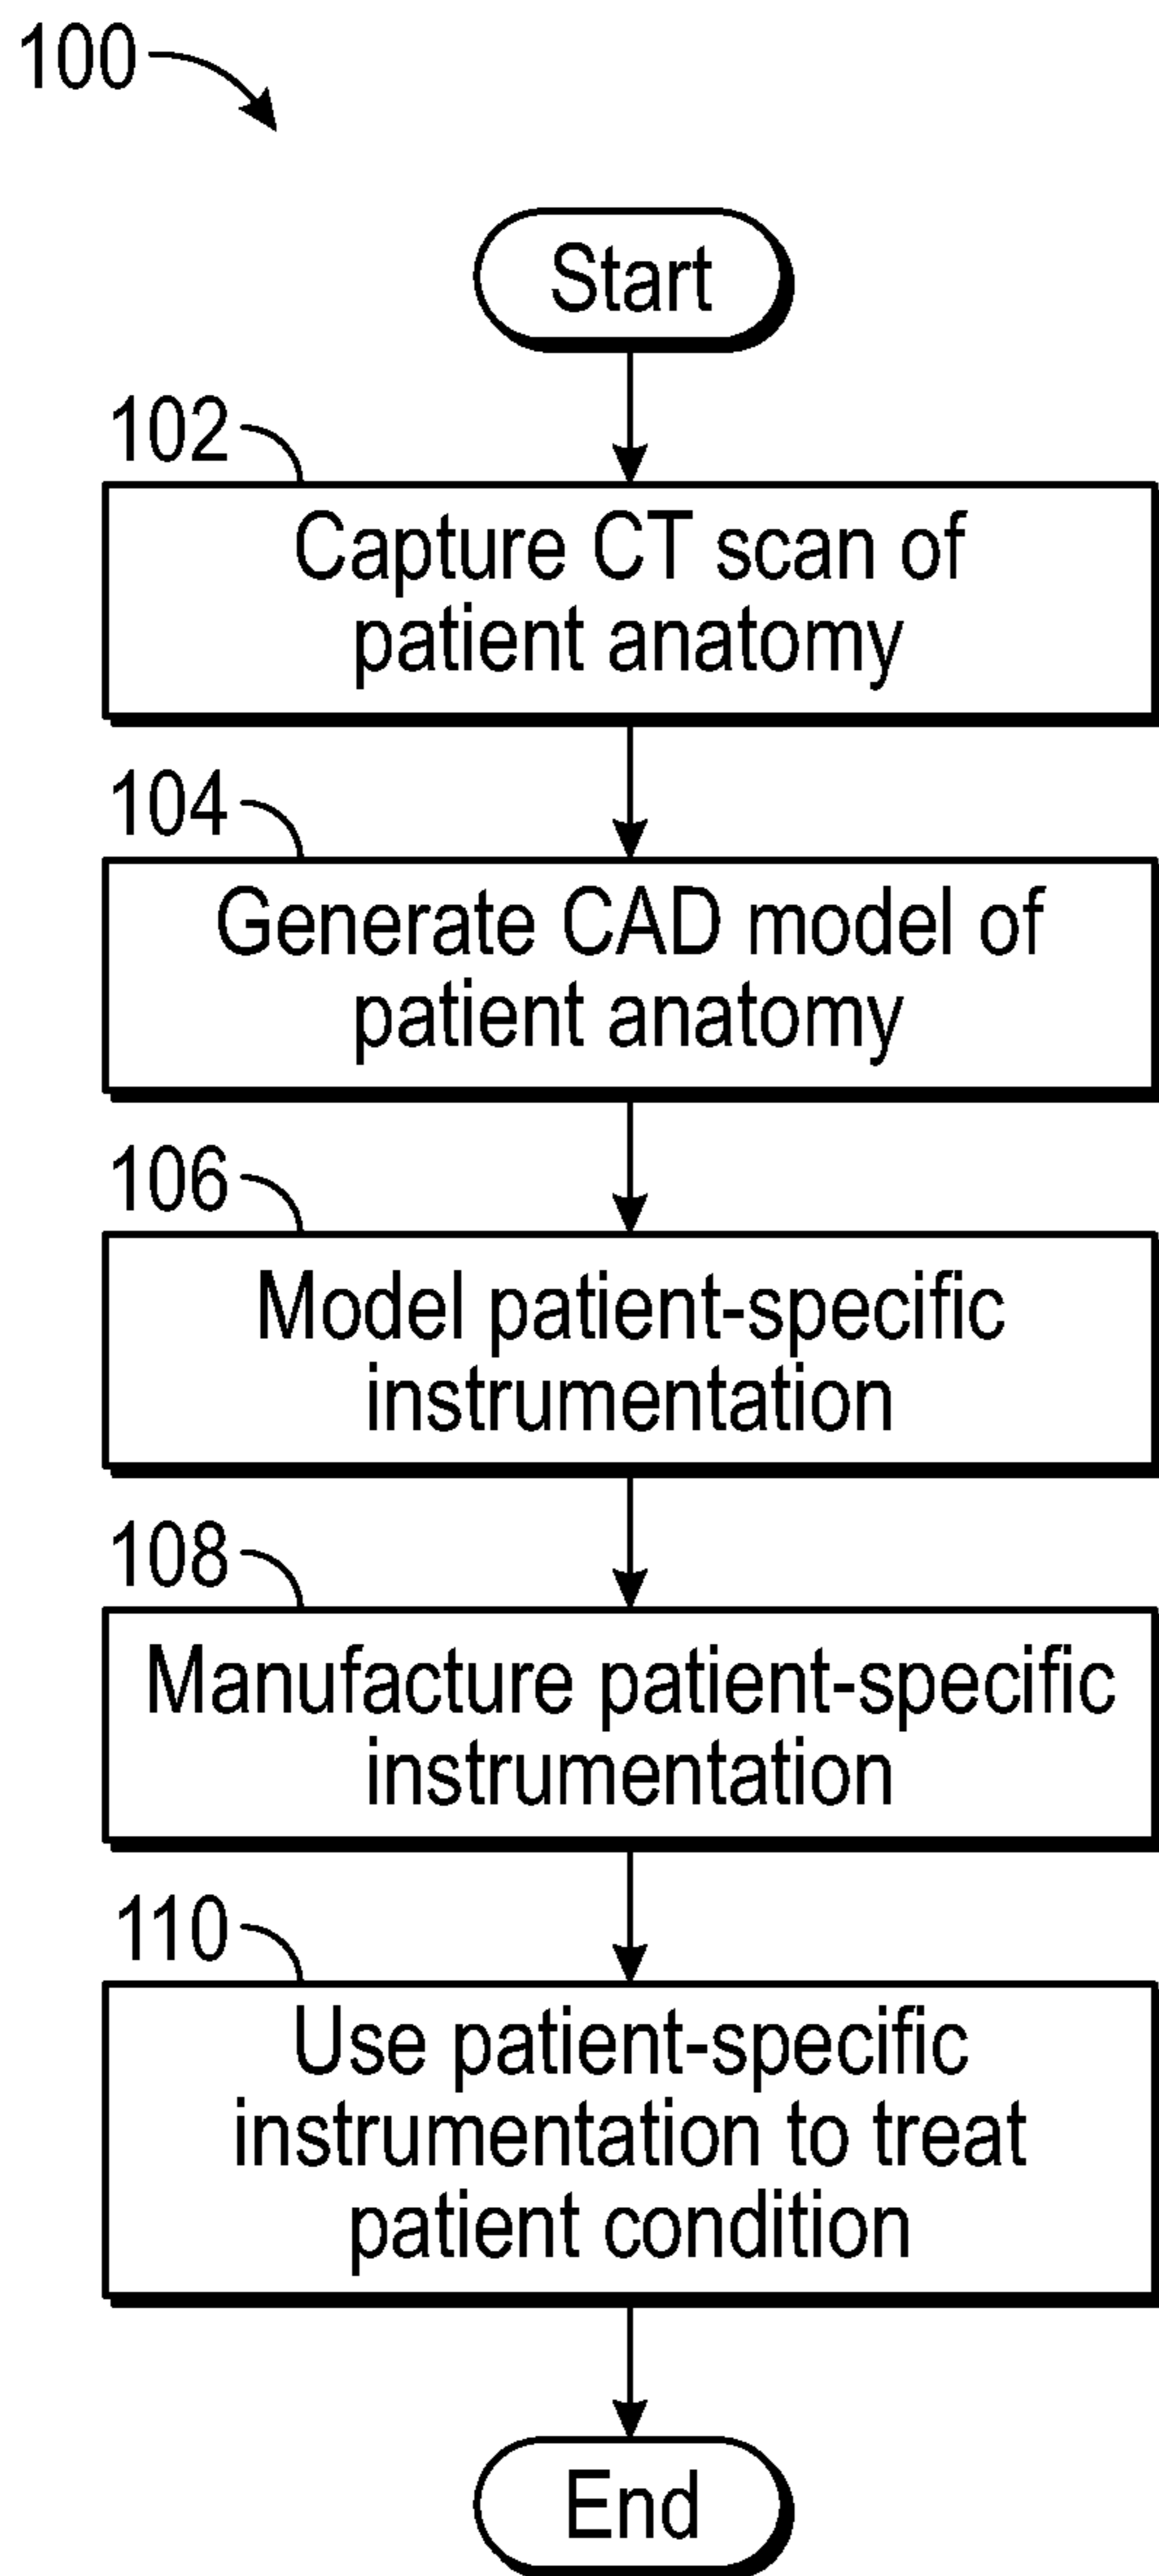 100
Start
102
Capture CT scan of
patient anatomy
104
Generate CAD model of
patient anatomy
106
Model patient-specific
instrumentation
108
Manufacture patient-specific
instrumentation
110
Use patient-specific
instrumentation to treat
patient condition
End